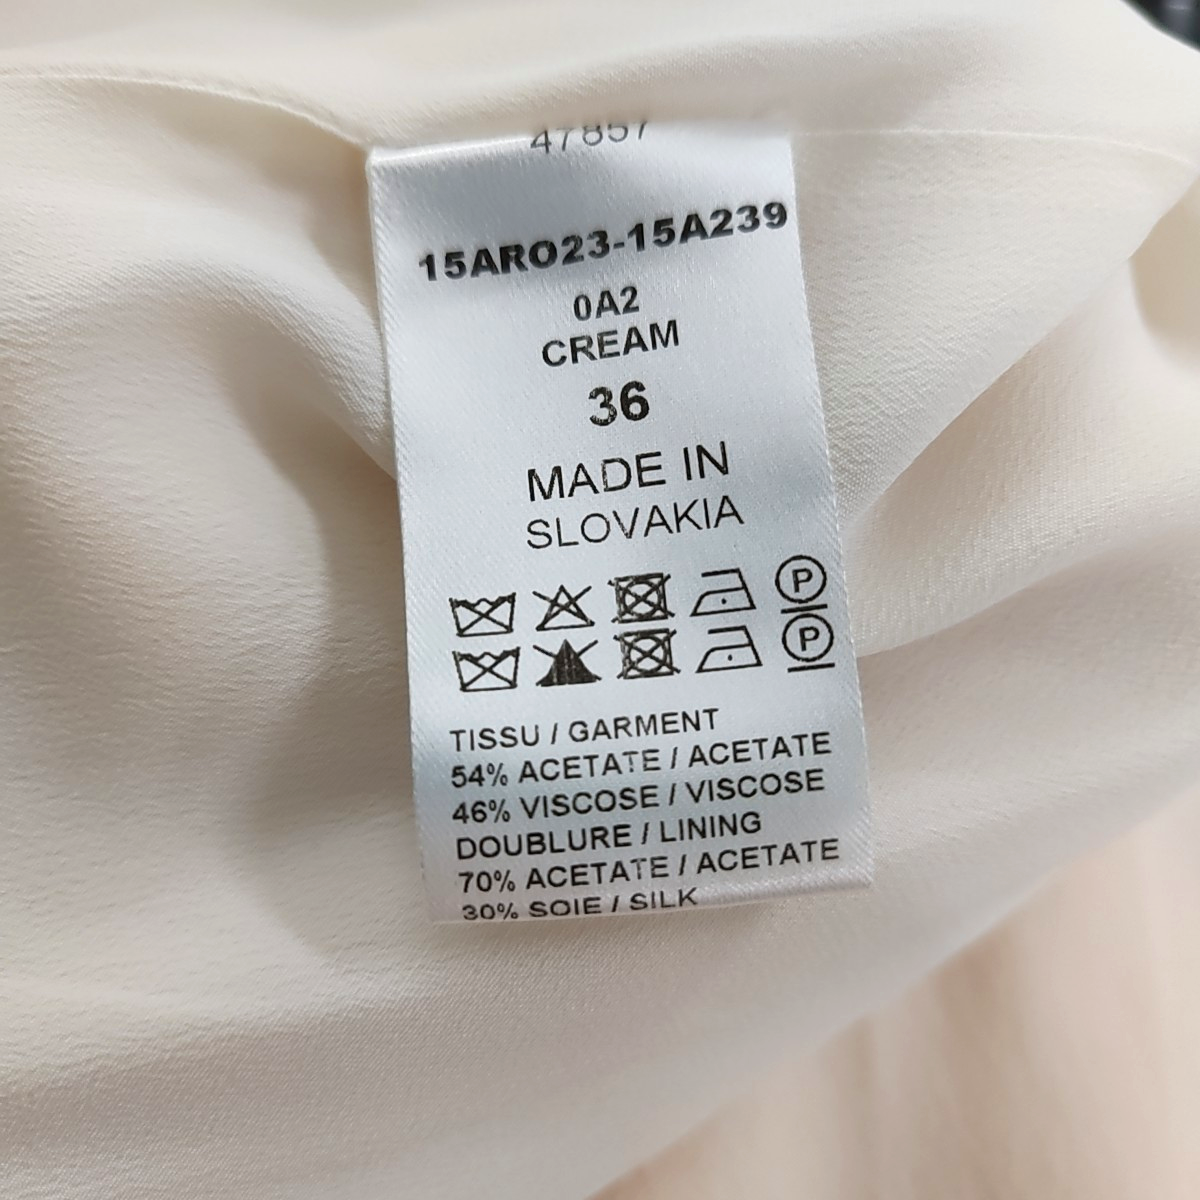 47857
15ARO23-15A239
0A2
CREAM
36
MADE IN
SLOVAKIA
P
P
TISSU / GARMENT
54% ACETATE / ACETATE
46% VISCOSE / VISCOSE
DOUBLURE / LINING
70% ACETATE / ACETATE
30% SOIE / SILK